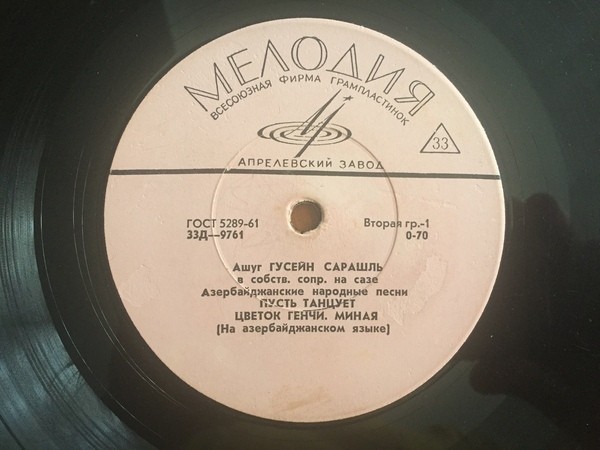 МЕЛОДИЯ
ВСЕСОЮЗНАЯ ФИРМА ГРАМПЛАСТИНОК
33
АПРЕЛЕВСКИЙ ЗАВОД
ГОСТ 5289-61 Вторая гр.-1
33Д—9761 0-70
Ашуг ГУСЕЙН САРАШЛЬ
в собств. сопр. на сазе
Азербайджанские народные песни
ПУСТЬ ТАНЦУЕТ
ЦВЕТОК ГЕНЧИ. МИНАЯ
(На азербайджанском языке)